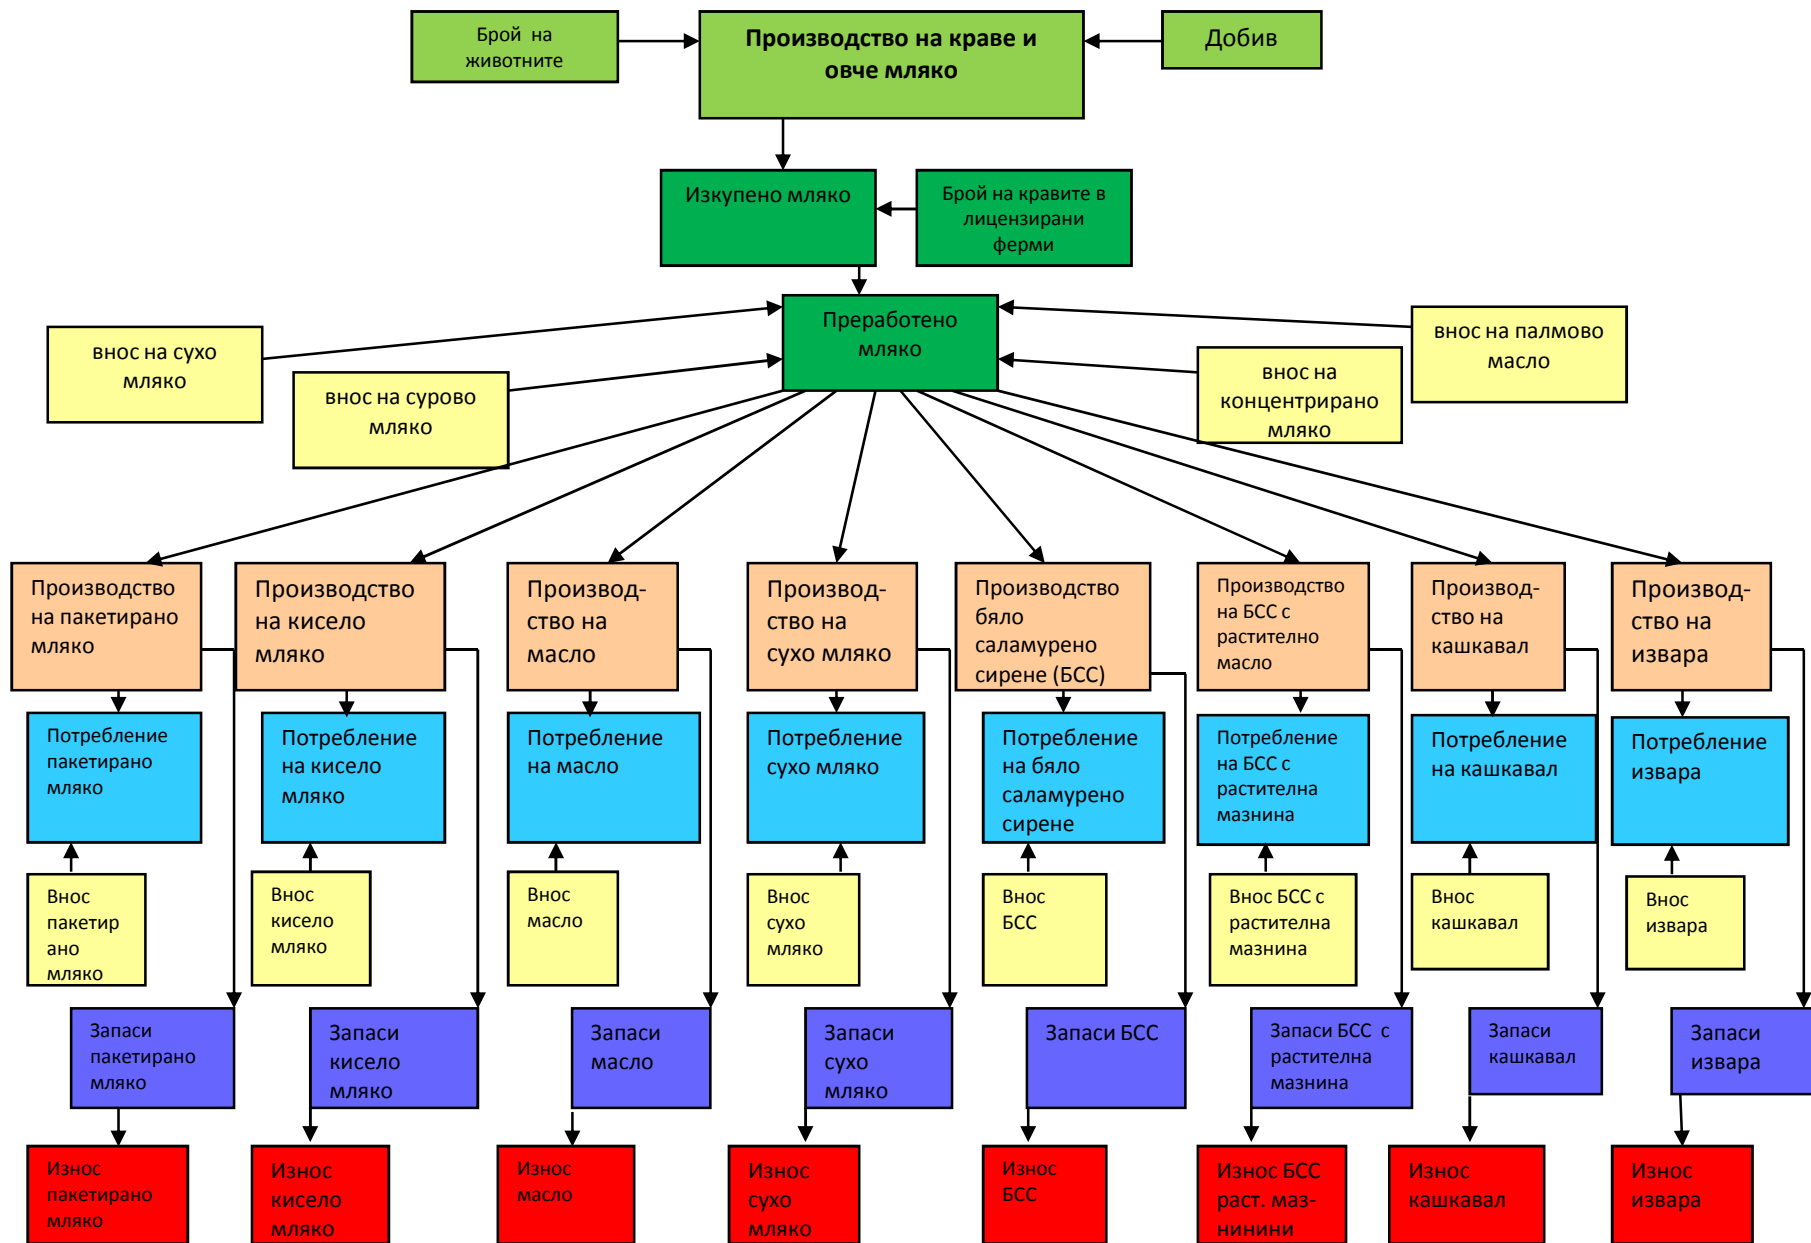 Брой на
животните
Производство на краве и
овче мляко
Добив
Изкупено мляко
Брой на кравите в
лицензирани
ферми
Преработено
мляко
внос на сухо
мляко
внос на сурово
мляко
внос на
концентрирано
мляко
внос на палмово
масло
Производство
на пакетирано
мляко
Производство
на кисело
мляко
Производ-
ство на
масло
Производ-
ство на
сухо мляко
Производство
бяло
саламурено
сирене (БСС)
Производство
на БСС с
растително
масло
Производ-
ство на
кашкавал
Производ-
ство на
извара
Потребление
пакетирано
мляко
Потребление
на кисело
мляко
Потребление
на масло
Потребление
сухо мляко
Потребление
на бяло
саламурено
сирене
Потребление
на БСС с
растителна
мазнина
Потребление
на кашкавал
Потребление
извара
Внос
пакетир
ано
мляко
Внос
кисело
мляко
Внос
масло
Внос
сухо
мляко
Внос
БСС
Внос БСС с
растителна
мазнина
Внос
кашкавал
Внос
извара
Запаси
пакетирано
мляко
Запаси
кисело
мляко
Запаси
масло
Запаси
сухо
мляко
Запаси БСС
Запаси БСС с
растителна
мазнина
Запаси
кашкавал
Запаси
извара
Износ
пакетирано
мляко
Износ
кисело
мляко
Износ
масло
Износ
сухо
мляко
Износ
БСС
Износ БСС
раст. маз-
нинини
Износ
кашкавал
Износ
извара